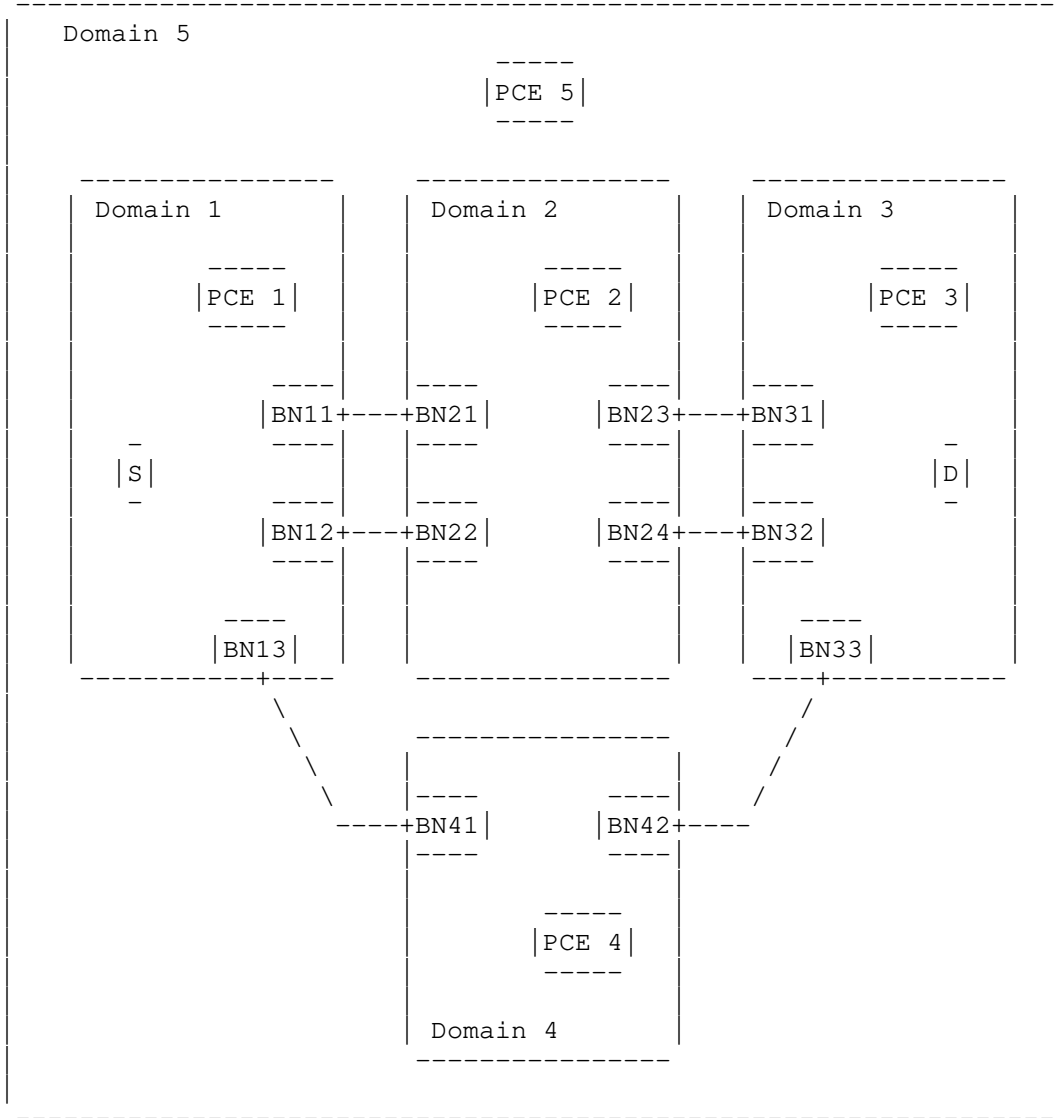 Domain 5
PCE 5
Domain 1 Domain 2 Domain 3
PCE 1 PCE 2 PCE 3
BN11 BN21 BN23 BN31
S D
BN12 BN22 BN24 BN32
BN13 BN33
BN41 BN42
PCE 4
Domain 4